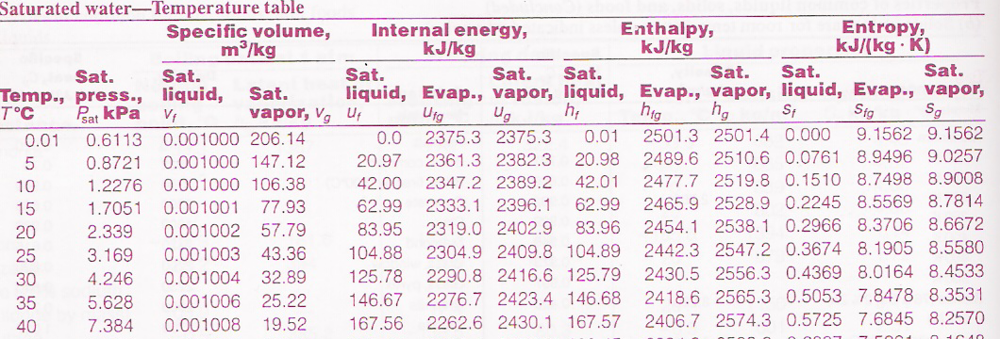 Saturated water—Temperature table
Specific volume, m³/kg Internal energy, kJ/kg Enthalpy, kJ/kg Entropy, kJ/(kg · K)
Temp., T°C Sat. press., Psat kPa Sat. liquid, vf Sat. vapor, vg Sat. liquid, uf Evap., ufg Sat. vapor, ug Sat. liquid, hf Evap., hfg Sat. vapor, hg Sat. liquid, sf Evap., sfg Sat. vapor, sg
0.01 0.6113 0.001000 206.14 0.0 2375.3 2375.3 0.01 2501.3 2501.4 0.000 9.1562 9.1562
5 0.8721 0.001000 147.12 20.97 2361.3 2382.3 20.98 2489.6 2510.6 0.0761 8.9496 9.0257
10 1.2276 0.001000 106.38 42.00 2347.2 2389.2 42.01 2477.7 2519.8 0.1510 8.7498 8.9008
15 1.7051 0.001001 77.93 62.99 2333.1 2396.1 62.99 2465.9 2528.9 0.2245 8.5569 8.7814
20 2.339 0.001002 57.79 83.95 2319.0 2402.9 83.96 2454.1 2538.1 0.2966 8.3706 8.6672
25 3.169 0.001003 43.36 104.88 2304.9 2409.8 104.89 2442.3 2547.2 0.3674 8.1905 8.5580
30 4.246 0.001004 32.89 125.78 2290.8 2416.6 125.79 2430.5 2556.3 0.4369 8.0164 8.4533
35 5.628 0.001006 25.22 146.67 2276.7 2423.4 146.68 2418.6 2565.3 0.5053 7.8478 8.3531
40 7.384 0.001008 19.52 167.56 2262.6 2430.1 167.57 2406.7 2574.3 0.5725 7.6845 8.2570